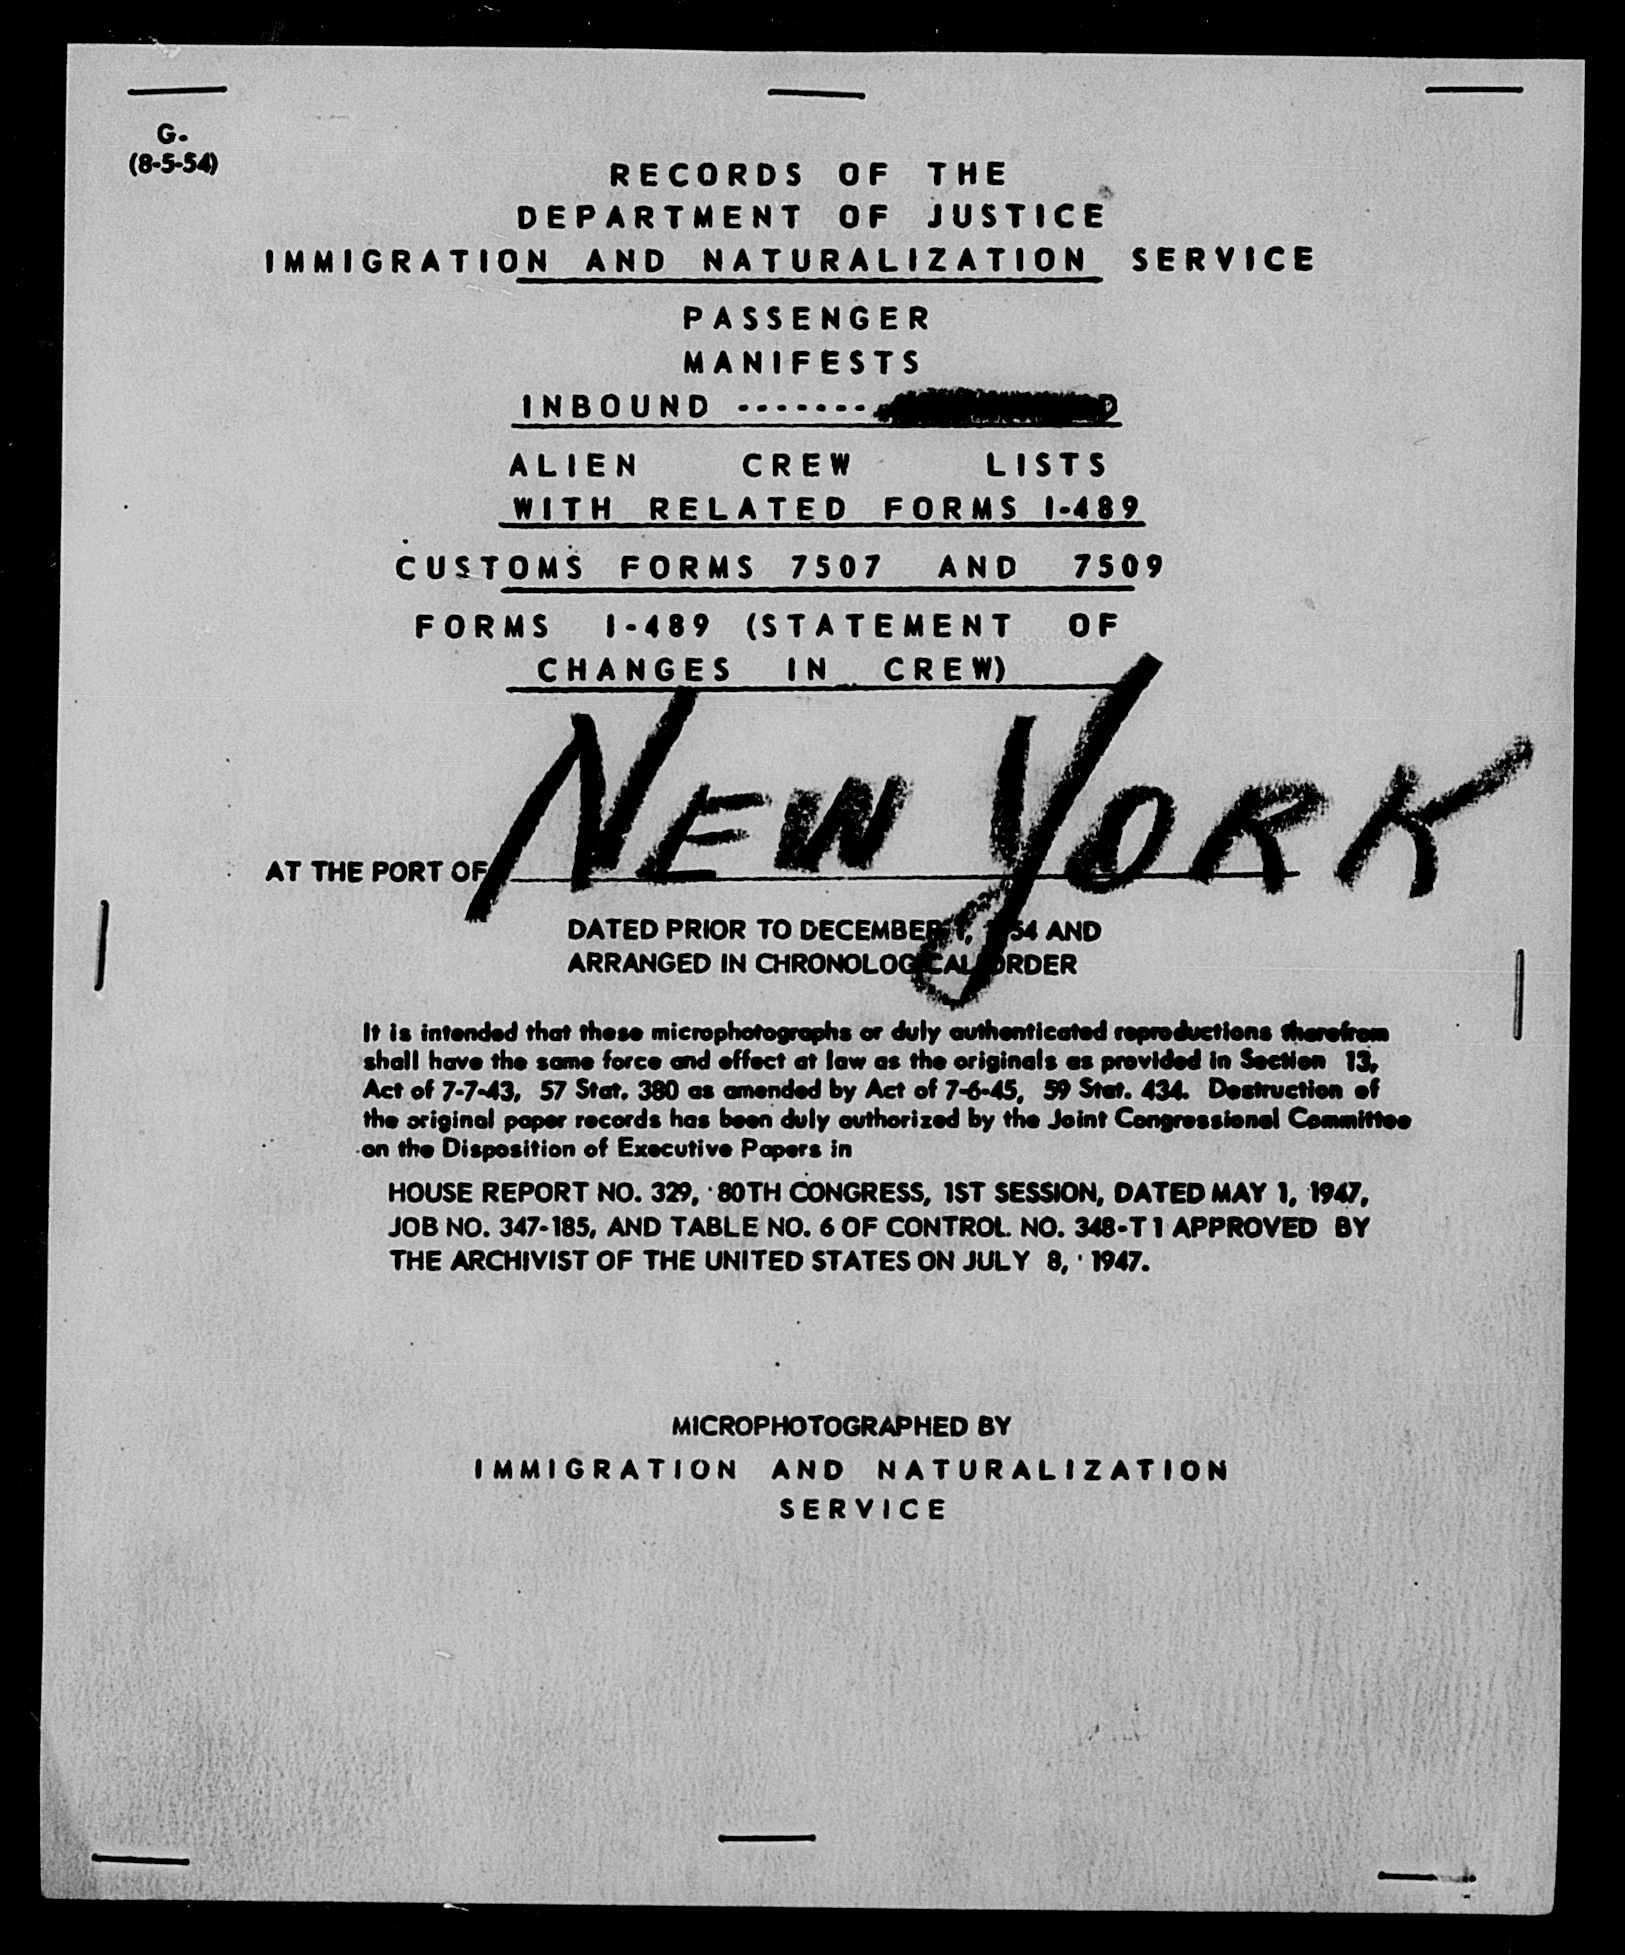 G-
(8-5-54)
RECORDS OF THE
DEPARTMENT OF JUSTICE
IMMIGRATION AND NATURALIZATION SERVICE
PASSENGER
MANIFESTS
INBOUND -------
ALIEN CREW LISTS
WITH RELATED FORMS I-489
CUSTOMS FORMS 7507 AND 7509
FORMS I-489 (STATEMENT OF
CHANGES IN CREW)
AT THE PORT OF NEW YORK
DATED PRIOR TO DECEMBER 1, 1954 AND
ARRANGED IN CHRONOLOGICAL ORDER
It is intended that these microphotographs or duly authenticated reproductions therefrom
shall have the same force and effect at law as the originals as provided in Section 13,
Act of 7-7-43, 57 Stat. 380 as amended by Act of 7-6-45, 59 Stat. 434. Destruction of
the original paper records has been duly authorized by the Joint Congressional Committee
on the Disposition of Executive Papers in
HOUSE REPORT NO. 329, 80TH CONGRESS, 1ST SESSION, DATED MAY 1, 1947,
JOB NO. 347-185, AND TABLE NO. 6 OF CONTROL NO. 348-T1 APPROVED BY
THE ARCHIVIST OF THE UNITED STATES ON JULY 8, 1947.
MICROPHOTOGRAPHED BY
IMMIGRATION AND NATURALIZATION
SERVICE